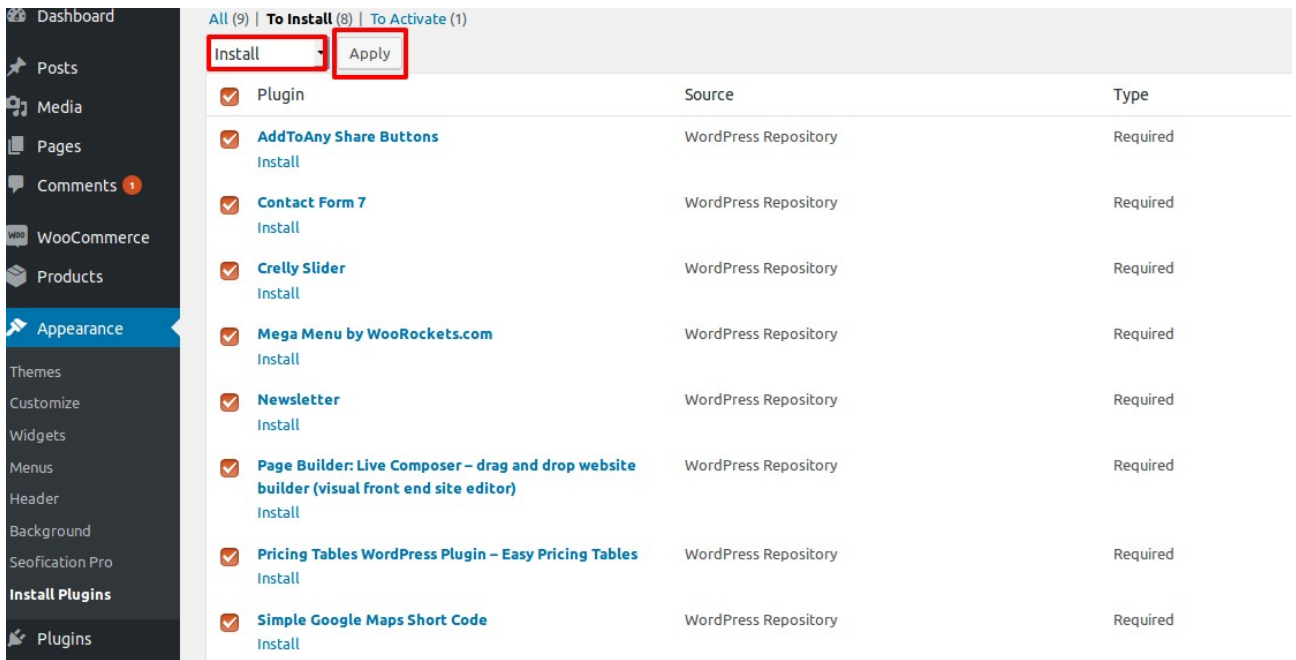 Dashboard
Posts
Media
Pages
Comments 1
WOO WooCommerce
Products
Appearance
Themes
Customize
Widgets
Menus
Header
Background
Seofication Pro
Install Plugins
Plugins
All (9) | To Install (8) | To Activate (1)
Install Apply
Plugin Source Type
AddToAny Share Buttons WordPress Repository Required
Install
Contact Form 7 WordPress Repository Required
Install
Crelly Slider WordPress Repository Required
Install
Mega Menu by WooRockets.com WordPress Repository Required
Install
Newsletter WordPress Repository Required
Install
Page Builder: Live Composer – drag and drop website WordPress Repository Required
builder (visual front end site editor)
Install
Pricing Tables WordPress Plugin – Easy Pricing Tables WordPress Repository Required
Install
Simple Google Maps Short Code WordPress Repository Required
Install